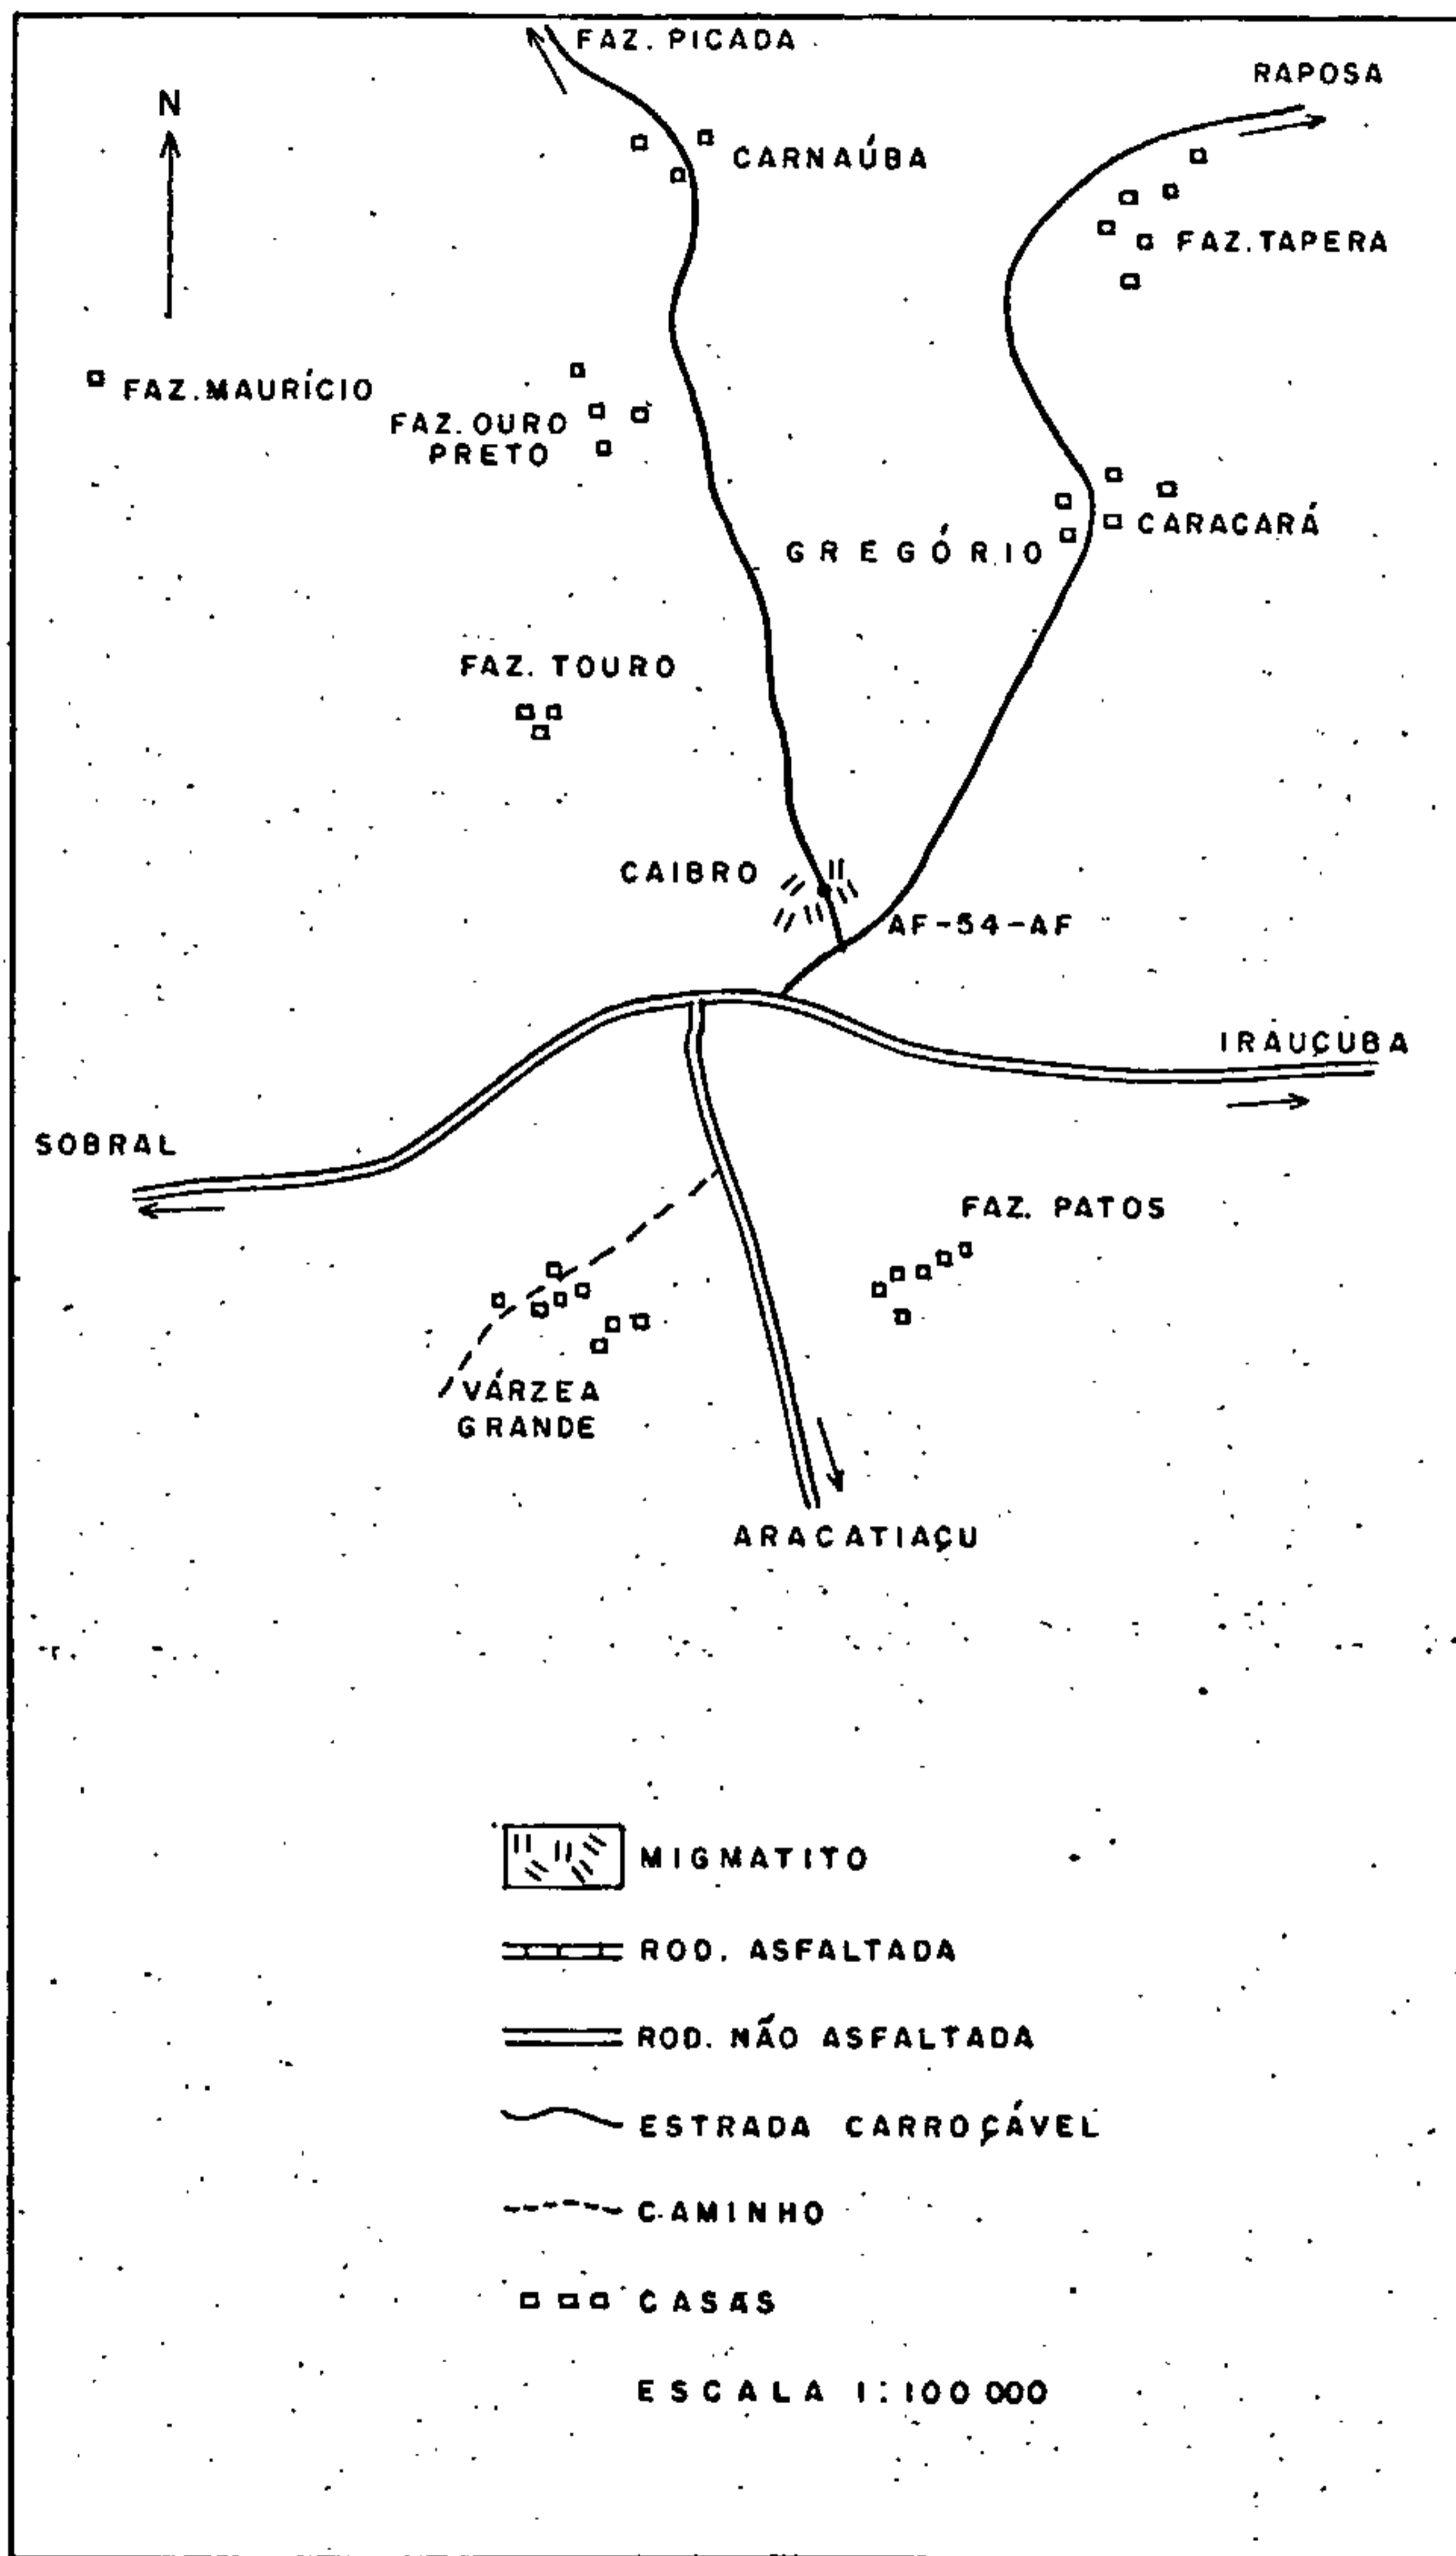 FAZ. PICADA
RAPOSA
N
CARNAÚBA
FAZ. TAPERA
FAZ. MAURÍCIO
FAZ. OURO
PRETO
CARACARÁ
GREGÓRIO
FAZ. TOURO
CAIBRO
AF-54-AF
IRAUÇUBA
SOBRAL
FAZ. PATOS
VÁRZEA
GRANDE
ARACATIAÇU
MIGMATITO
ROD. ASFALTADA
ROD. NÃO ASFALTADA
ESTRADA CARROÇÁVEL
CAMINHO
CASAS
ESCALA 1:100 000